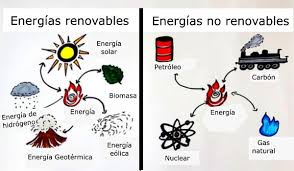 Energías renovables
Energía
solar
Biomasa
Energía de
hidrógeno
Energía
Energía
eólica
Energía Geotérmica
Energías no renovables
Petróleo
Carbón
Energía
Gas
natural
Nuclear